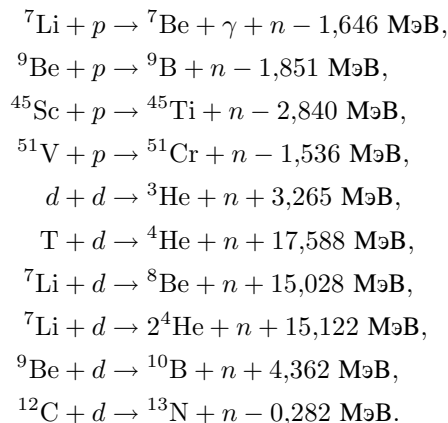 ⁷Li + p → ⁷Be + γ + n − 1,646 МэВ,
⁹Be + p → ⁹B + n − 1,851 МэВ,
⁴⁵Sc + p → ⁴⁵Ti + n − 2,840 МэВ,
⁵¹V + p → ⁵¹Cr + n − 1,536 МэВ,
d + d → ³He + n + 3,265 МэВ,
T + d → ⁴He + n + 17,588 МэВ,
⁷Li + d → ⁸Be + n + 15,028 МэВ,
⁷Li + d → 2⁴He + n + 15,122 МэВ,
⁹Be + d → ¹⁰B + n + 4,362 МэВ,
¹²C + d → ¹³N + n − 0,282 МэВ.